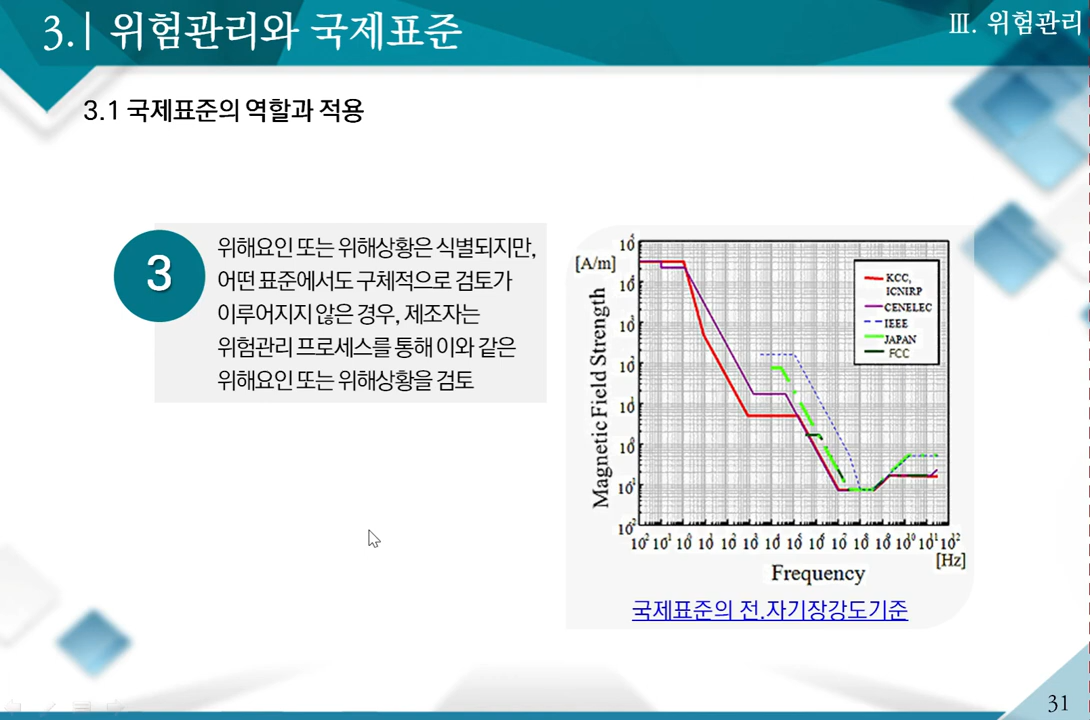 3. | 위험관리와 국제표준
Ⅲ. 위험관리
3.1 국제표준의 역할과 적용
3
위해요인 또는 위해상황은 식별되지만,
어떤 표준에서도 구체적으로 검토가
이루어지지 않은 경우, 제조자는
위험관리 프로세스를 통해 이와 같은
위해요인 또는 위해상황을 검토
[A/m]
Magnetic Field Strength
KCC,
ICNIRP
CENELEC
IEEE
JAPAN
FCC
[Hz]
Frequency
국제표준의 전.자기장강도기준
31